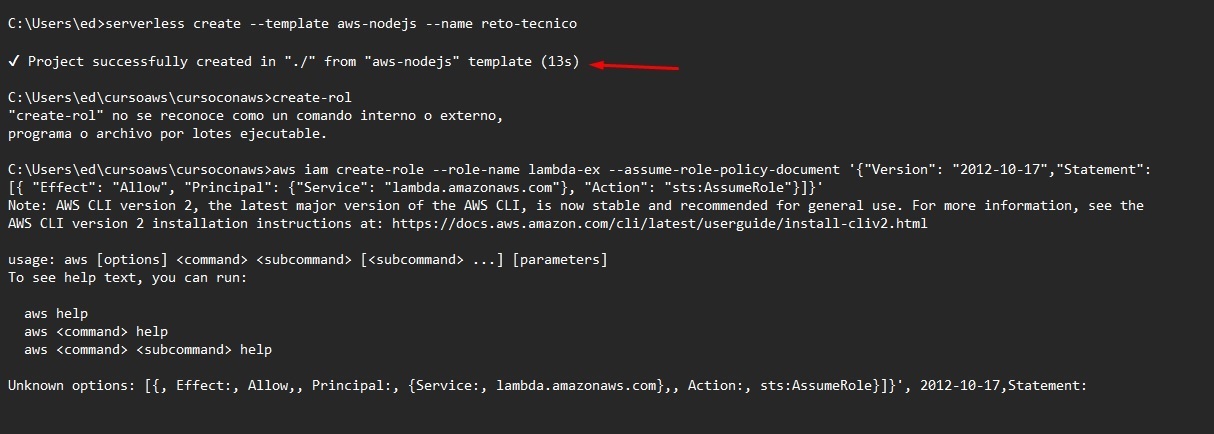 C:\Users\ed>serverless create --template aws-nodejs --name reto-tecnico
✔ Project successfully created in "./" from "aws-nodejs" template (13s)
C:\Users\ed\cursoaws\cursoconaws>create-rol
"create-rol" no se reconoce como un comando interno o externo,
programa o archivo por lotes ejecutable.
C:\Users\ed\cursoaws\cursoconaws>aws iam create-role --role-name lambda-ex --assume-role-policy-document '{"Version": "2012-10-17","Statement":
[{ "Effect": "Allow", "Principal": {"Service": "lambda.amazonaws.com"}, "Action": "sts:AssumeRole"}]}'
Note: AWS CLI version 2, the latest major version of the AWS CLI, is now stable and recommended for general use. For more information, see the
AWS CLI version 2 installation instructions at: https://docs.aws.amazon.com/cli/latest/userguide/install-cliv2.html
usage: aws [options] <command> <subcommand> [<subcommand> ...] [parameters]
To see help text, you can run:
aws help
aws <command> help
aws <command> <subcommand> help
Unknown options: [{, Effect:, Allow,, Principal:, {Service:, lambda.amazonaws.com},, Action:, sts:AssumeRole}]}', 2012-10-17,Statement: